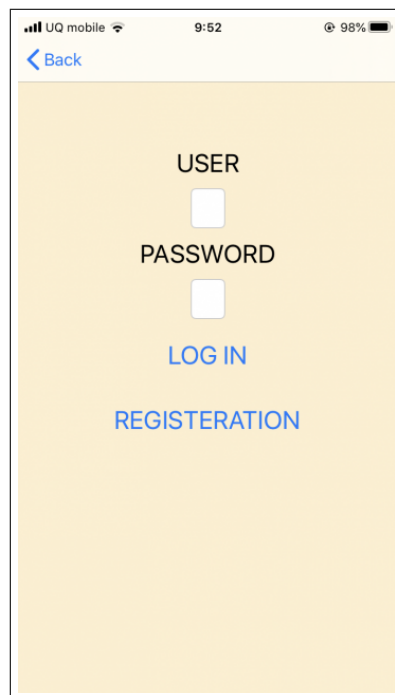 UQ mobile 9:52 98%
Back
USER
PASSWORD
LOG IN
REGISTERATION